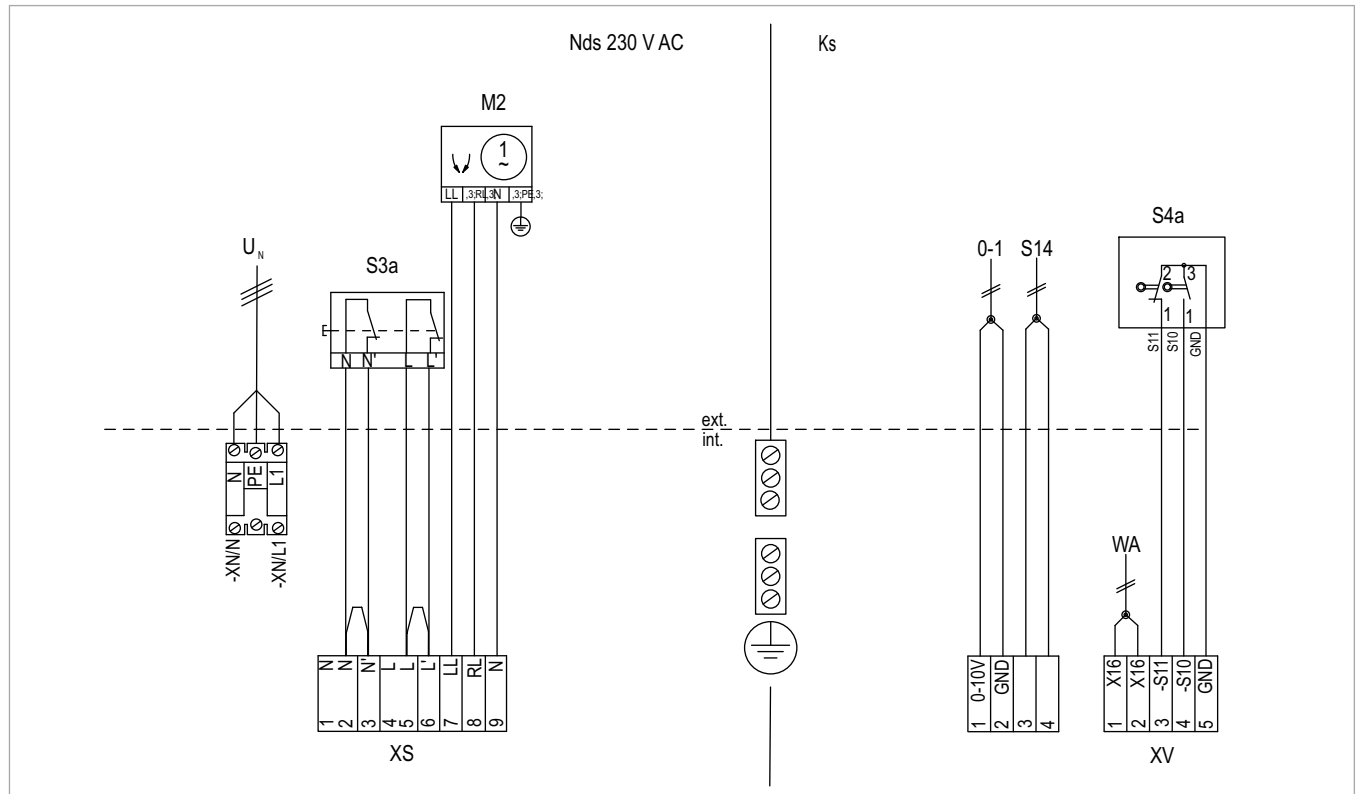 Nds 230 V AC
Ks
M2
1
~
LL ,3;RL,3; N ,3;PE,3;
U N
S3a
N N' L L'
0-1 S14
S4a
2 3
1 1
S11 S10 GND
ext.
int.
N PE L1
-XN/N -XN/L1
WA
N N N' L L L' LL RL N
1 2 3 4 5 6 7 8 9
XS
0-10V GND
1 2 3 4
X16 X16 -S11 -S10 GND
1 2 3 4 5
XV